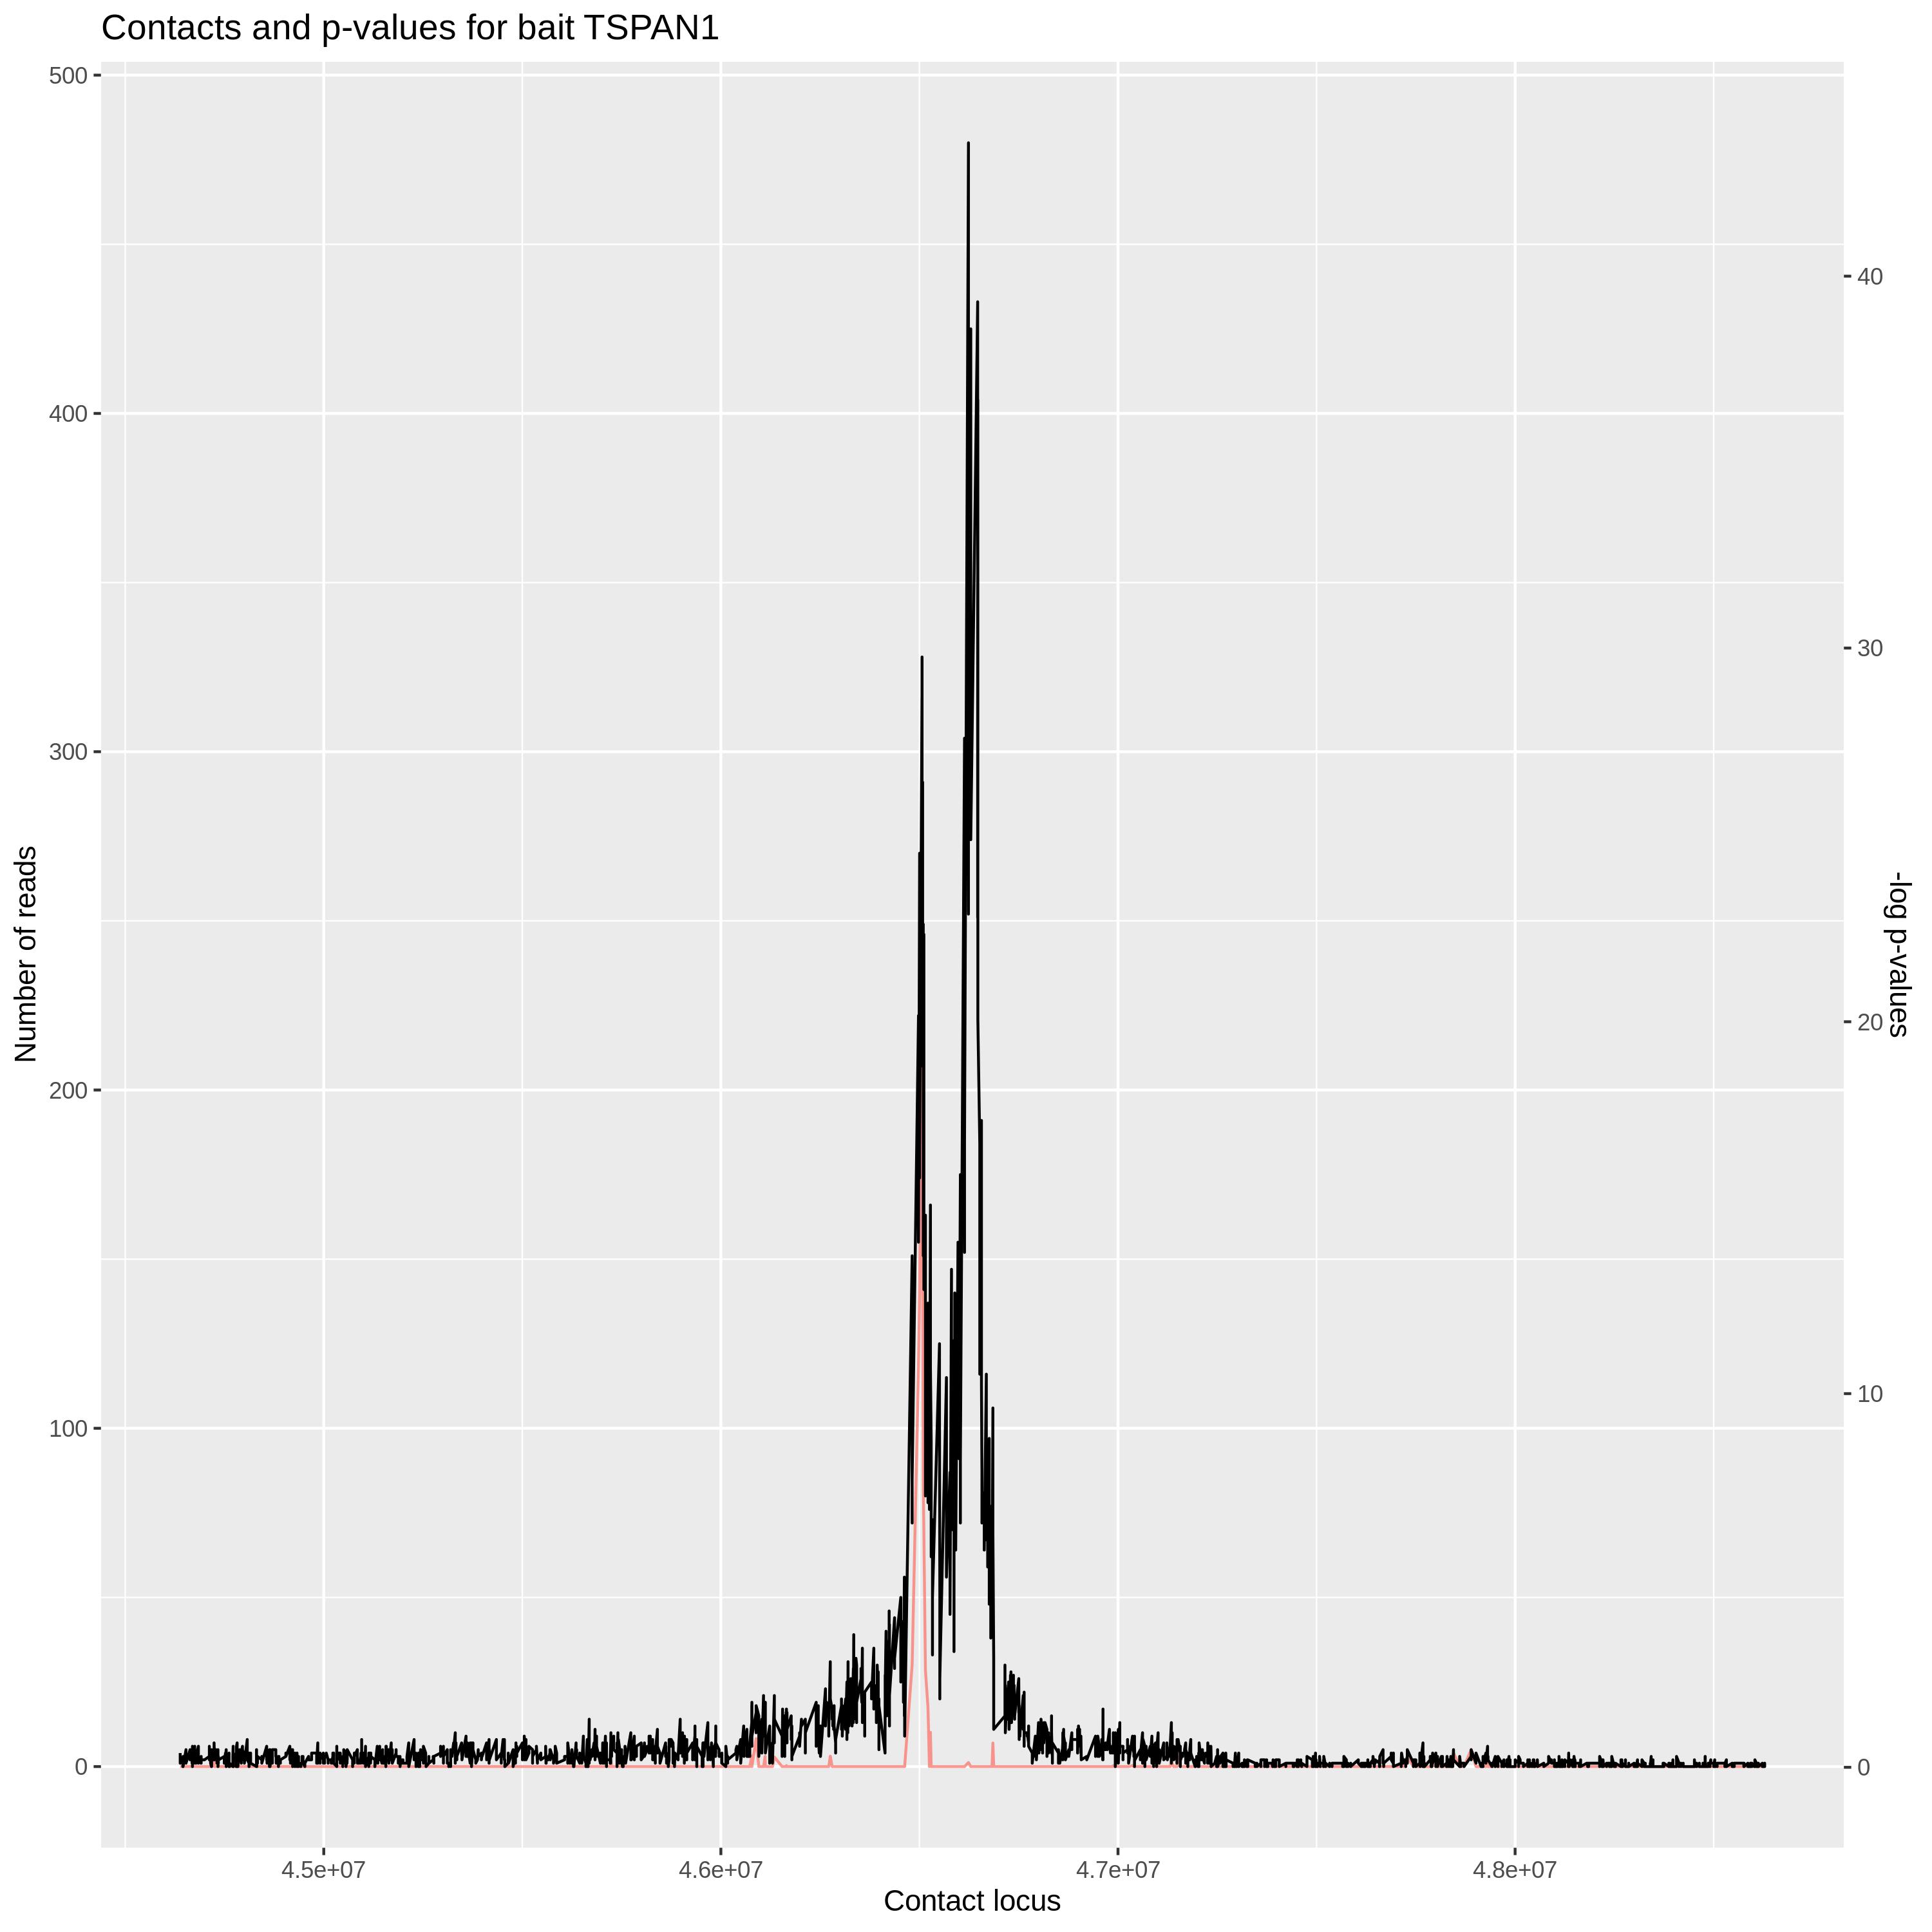 Contacts and p-values for bait TSPAN1
500
400
300
200
100
0
Number of reads
40
30
20
10
0
-log p-values
4.5e+07 4.6e+07 4.7e+07 4.8e+07
Contact locus